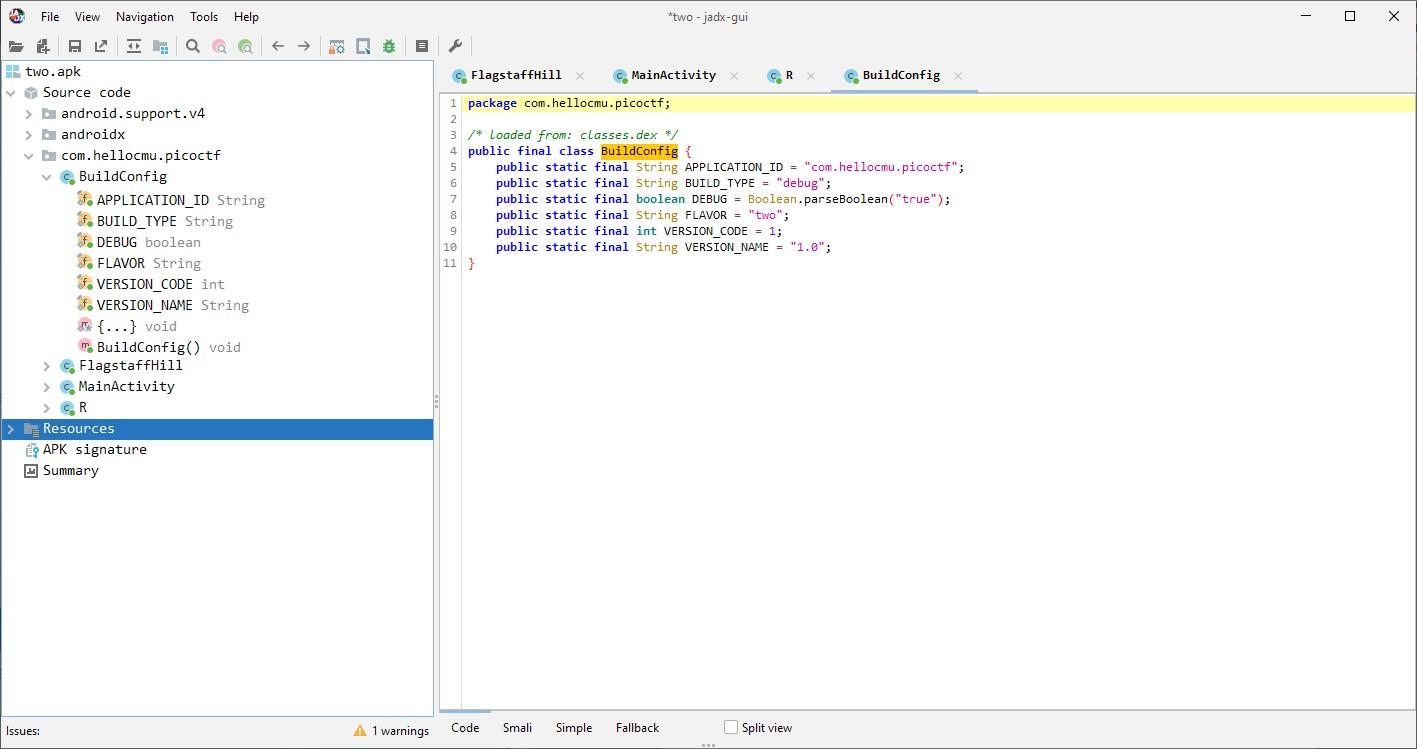 File View Navigation Tools Help
*two - jadx-gui
two.apk
Source code
android.support.v4
androidx
com.hellocmu.picoctf
BuildConfig
APPLICATION_ID String
BUILD_TYPE String
DEBUG boolean
FLAVOR String
VERSION_CODE int
VERSION_NAME String
{...} void
BuildConfig() void
FlagstaffHill
MainActivity
R
Resources
APK signature
Summary
Issues: 1 warnings
FlagstaffHill MainActivity R BuildConfig
1 package com.hellocmu.picoctf;
2
3 /* loaded from: classes.dex */
4 public final class BuildConfig {
5 public static final String APPLICATION_ID = "com.hellocmu.picoctf";
6 public static final String BUILD_TYPE = "debug";
7 public static final boolean DEBUG = Boolean.parseBoolean("true");
8 public static final String FLAVOR = "two";
9 public static final int VERSION_CODE = 1;
10 public static final String VERSION_NAME = "1.0";
11 }
Code Smali Simple Fallback Split view